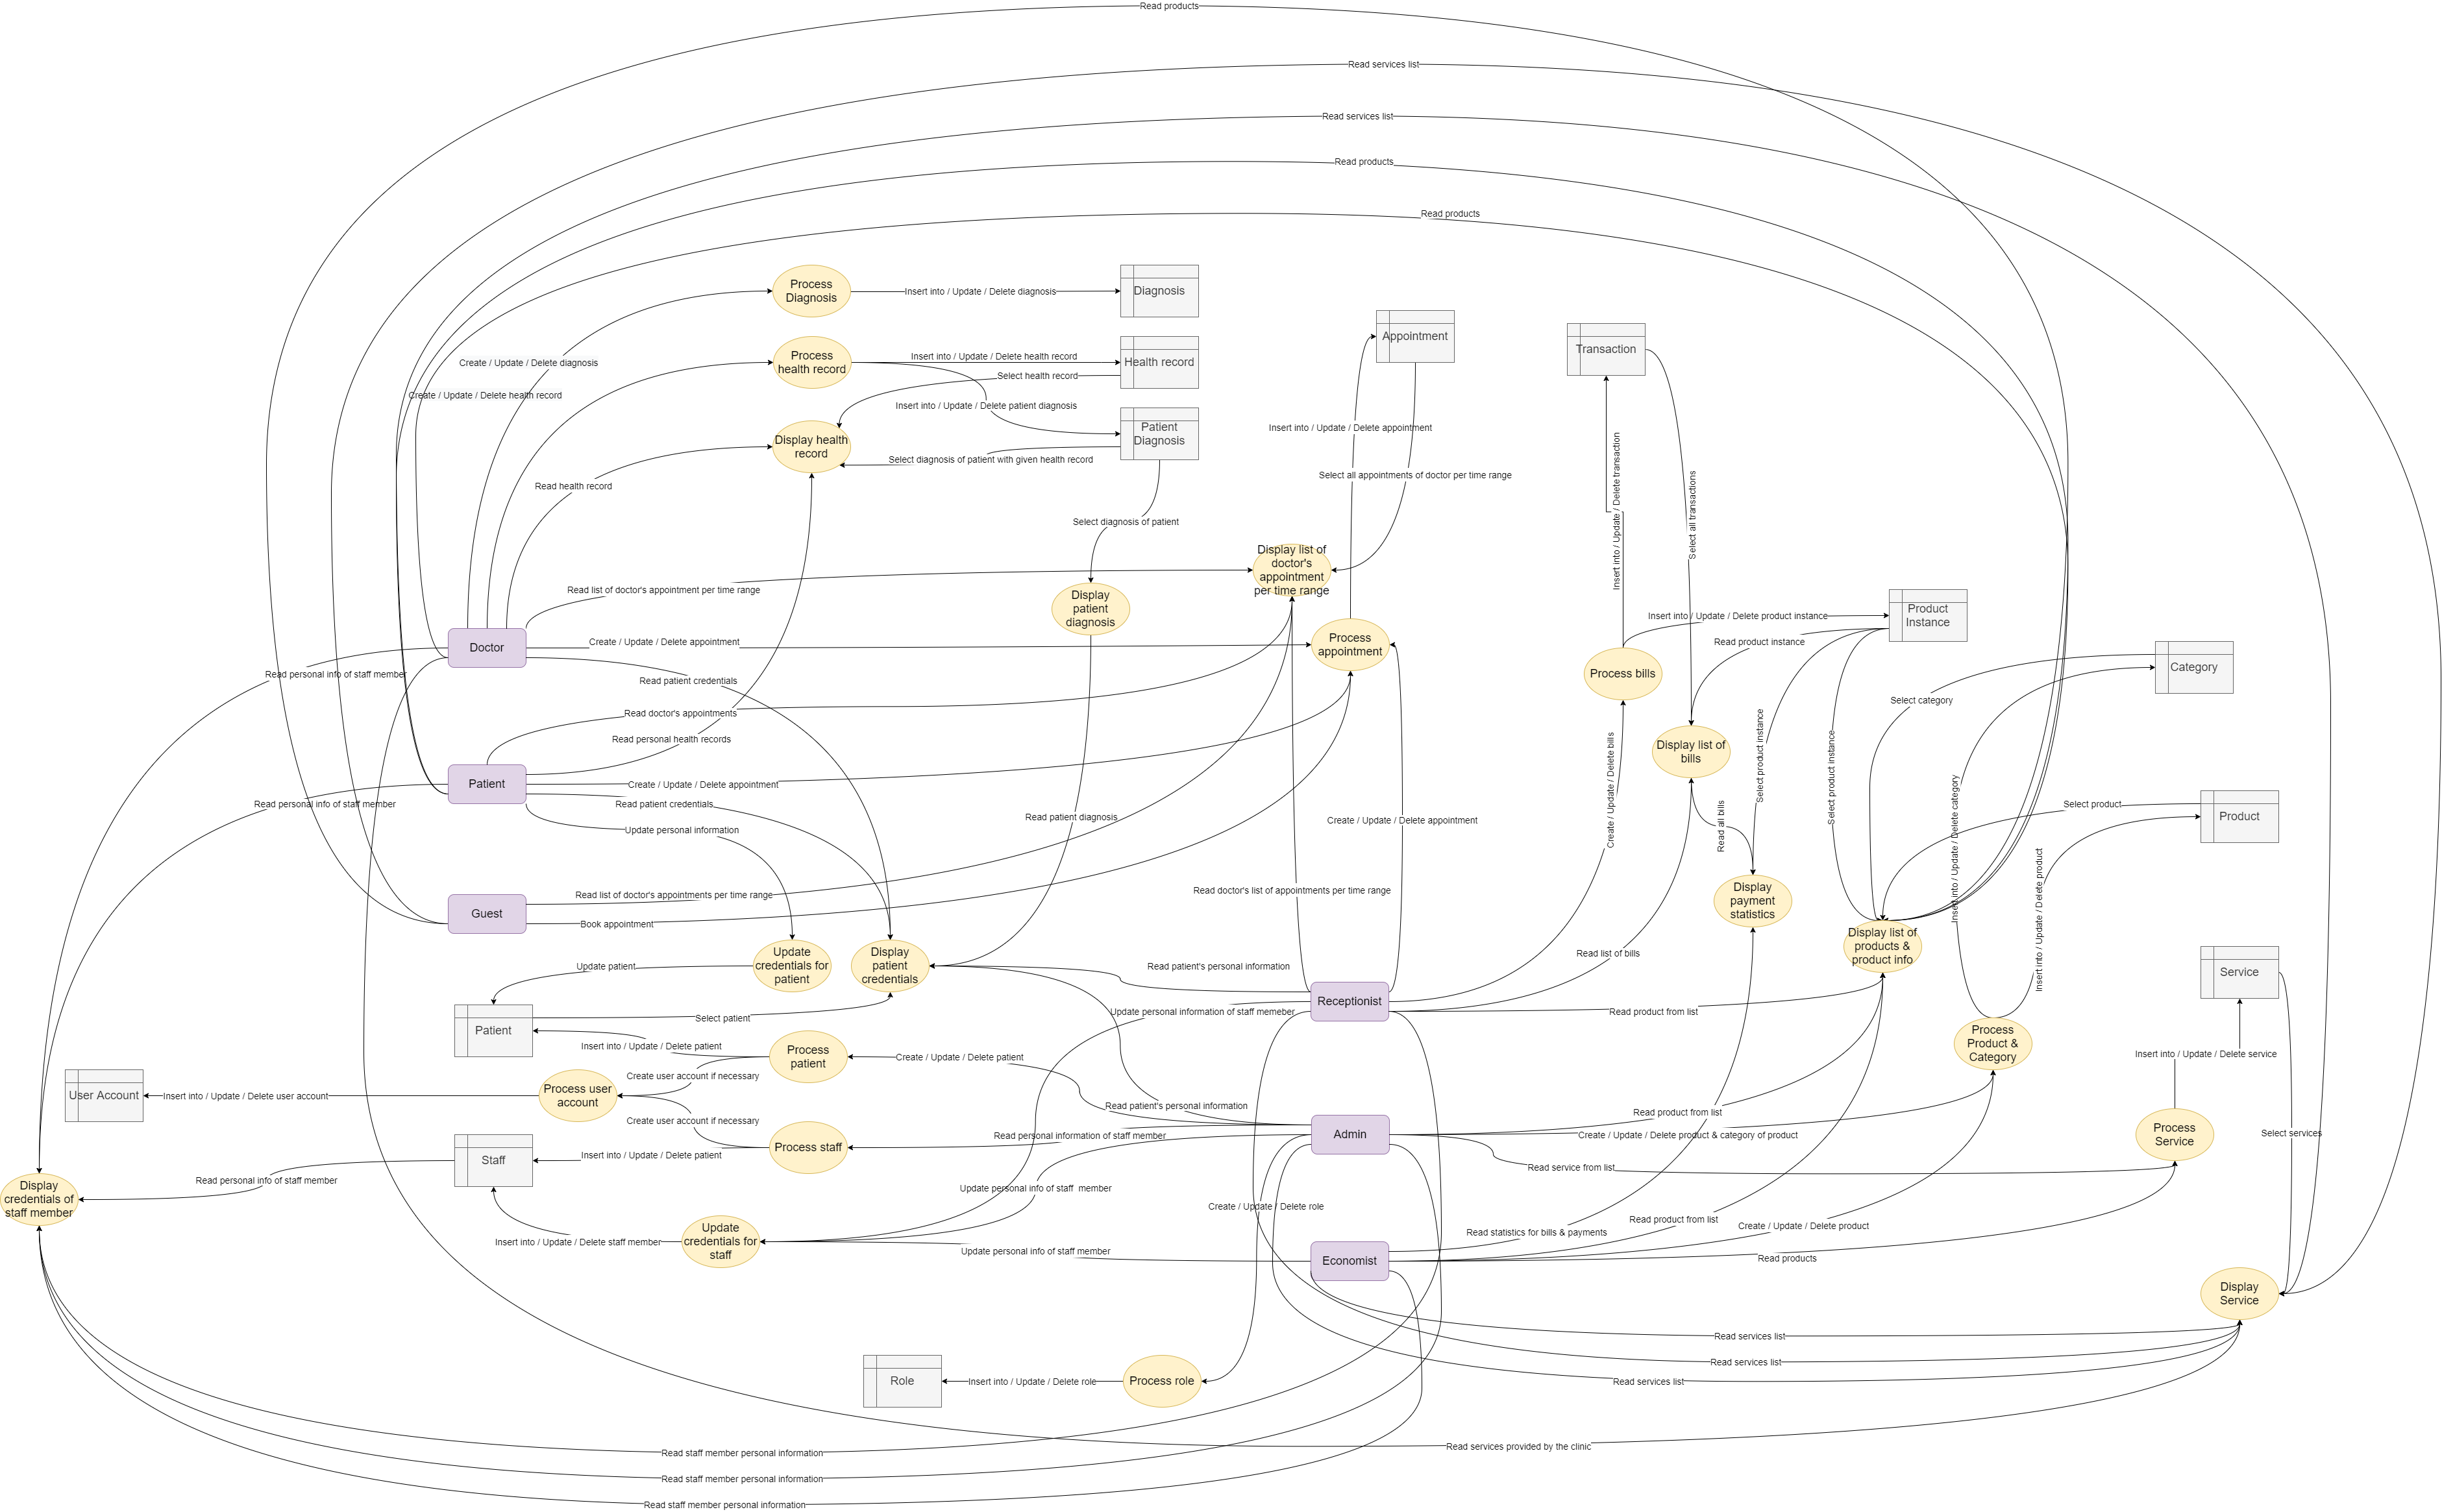 Read products
Read services list
Read services list
Read products
Read products
Process
Diagnosis
Insert into / Update / Delete diagnosis
Diagnosis
Appointment
Transaction
Create / Update / Delete diagnosis
Process
health record
Insert into / Update / Delete health record
Health record
Select health record
Create / Update / Delete health record
Insert into / Update / Delete patient diagnosis
Patient
Diagnosis
Insert into / Update / Delete appointment
Display health
record
Select diagnosis of patient with given health record
Select all appointments of doctor per time range
Read health record
Insert into / Update / Delete transaction
Select all transactions
Select diagnosis of patient
Display list of
doctor's
appointment
per time range
Read list of doctor's appointment per time range
Display
patient
diagnosis
Product
Instance
Insert into / Update / Delete product instance
Doctor
Create / Update / Delete appointment
Process
appointment
Read product instance
Category
Read personal info of staff member
Read patient credentials
Process bills
Select category
Read doctor's appointments
Read personal health records
Display list of
bills
Select product instance
Select product instance
Create / Update / Delete bills
Insert into / Update / Delete category
Patient
Create / Update / Delete appointment
Read personal info of staff member
Read patient credentials
Select product
Product
Update personal information
Read patient diagnosis
Create / Update / Delete appointment
Read all bills
Insert into / Update / Delete product
Read list of doctor's appointments per time range
Read doctor's list of appointments per time range
Display
payment
statistics
Guest
Book appointment
Display list of
products &
product info
Update
credentials for
patient
Display
patient
credentials
Update patient
Read patient's personal information
Read list of bills
Service
Receptionist
Update personal information of staff memeber
Read product from list
Select patient
Patient
Insert into / Update / Delete patient
Process
patient
Create / Update / Delete patient
Process
Product &
Category
Insert into / Update / Delete service
Create user account if necessary
User Account
Insert into / Update / Delete user account
Process user
account
Create user account if necessary
Read patient's personal information
Read product from list
Admin
Read personal information of staff member
Create / Update / Delete product & category of product
Process
Service
Select services
Process staff
Insert into / Update / Delete patient
Staff
Read service from list
Read personal info of staff member
Display
credentials of
staff member
Update personal info of staff  member
Create / Update / Delete role
Read statistics for bills & payments
Read product from list
Create / Update / Delete product
Insert into / Update / Delete staff member
Update
credentials for
staff
Update personal info of staff member
Economist
Read products
Display
Service
Read services list
Read services list
Read services list
Role
Insert into / Update / Delete role
Process role
Read services provided by the clinic
Read staff member personal information
Read staff member personal information
Read staff member personal information